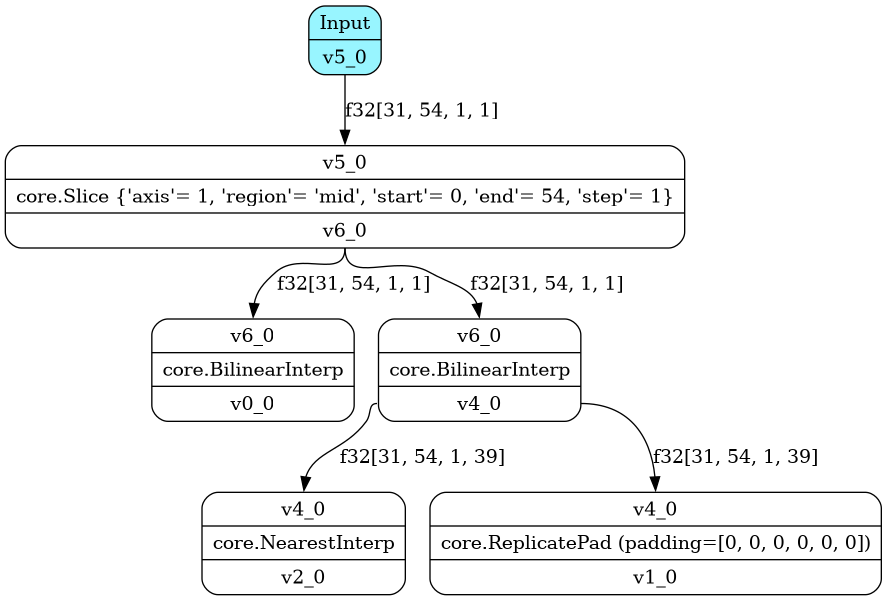 Input
v5_0
f32[31, 54, 1, 1]
v5_0
core.Slice {'axis'= 1, 'region'= 'mid', 'start'= 0, 'end'= 54, 'step'= 1}
v6_0
f32[31, 54, 1, 1]
f32[31, 54, 1, 1]
v6_0
core.BilinearInterp
v0_0
v6_0
core.BilinearInterp
v4_0
f32[31, 54, 1, 39]
f32[31, 54, 1, 39]
v4_0
core.NearestInterp
v2_0
v4_0
core.ReplicatePad (padding=[0, 0, 0, 0, 0, 0])
v1_0